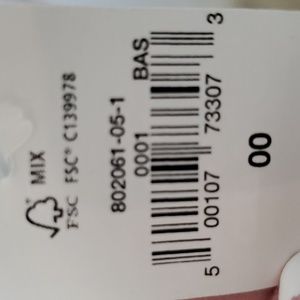 MIX
FSC FSC® C139978
802061-05-1
0001 BAS
5 00107 73307 3
00